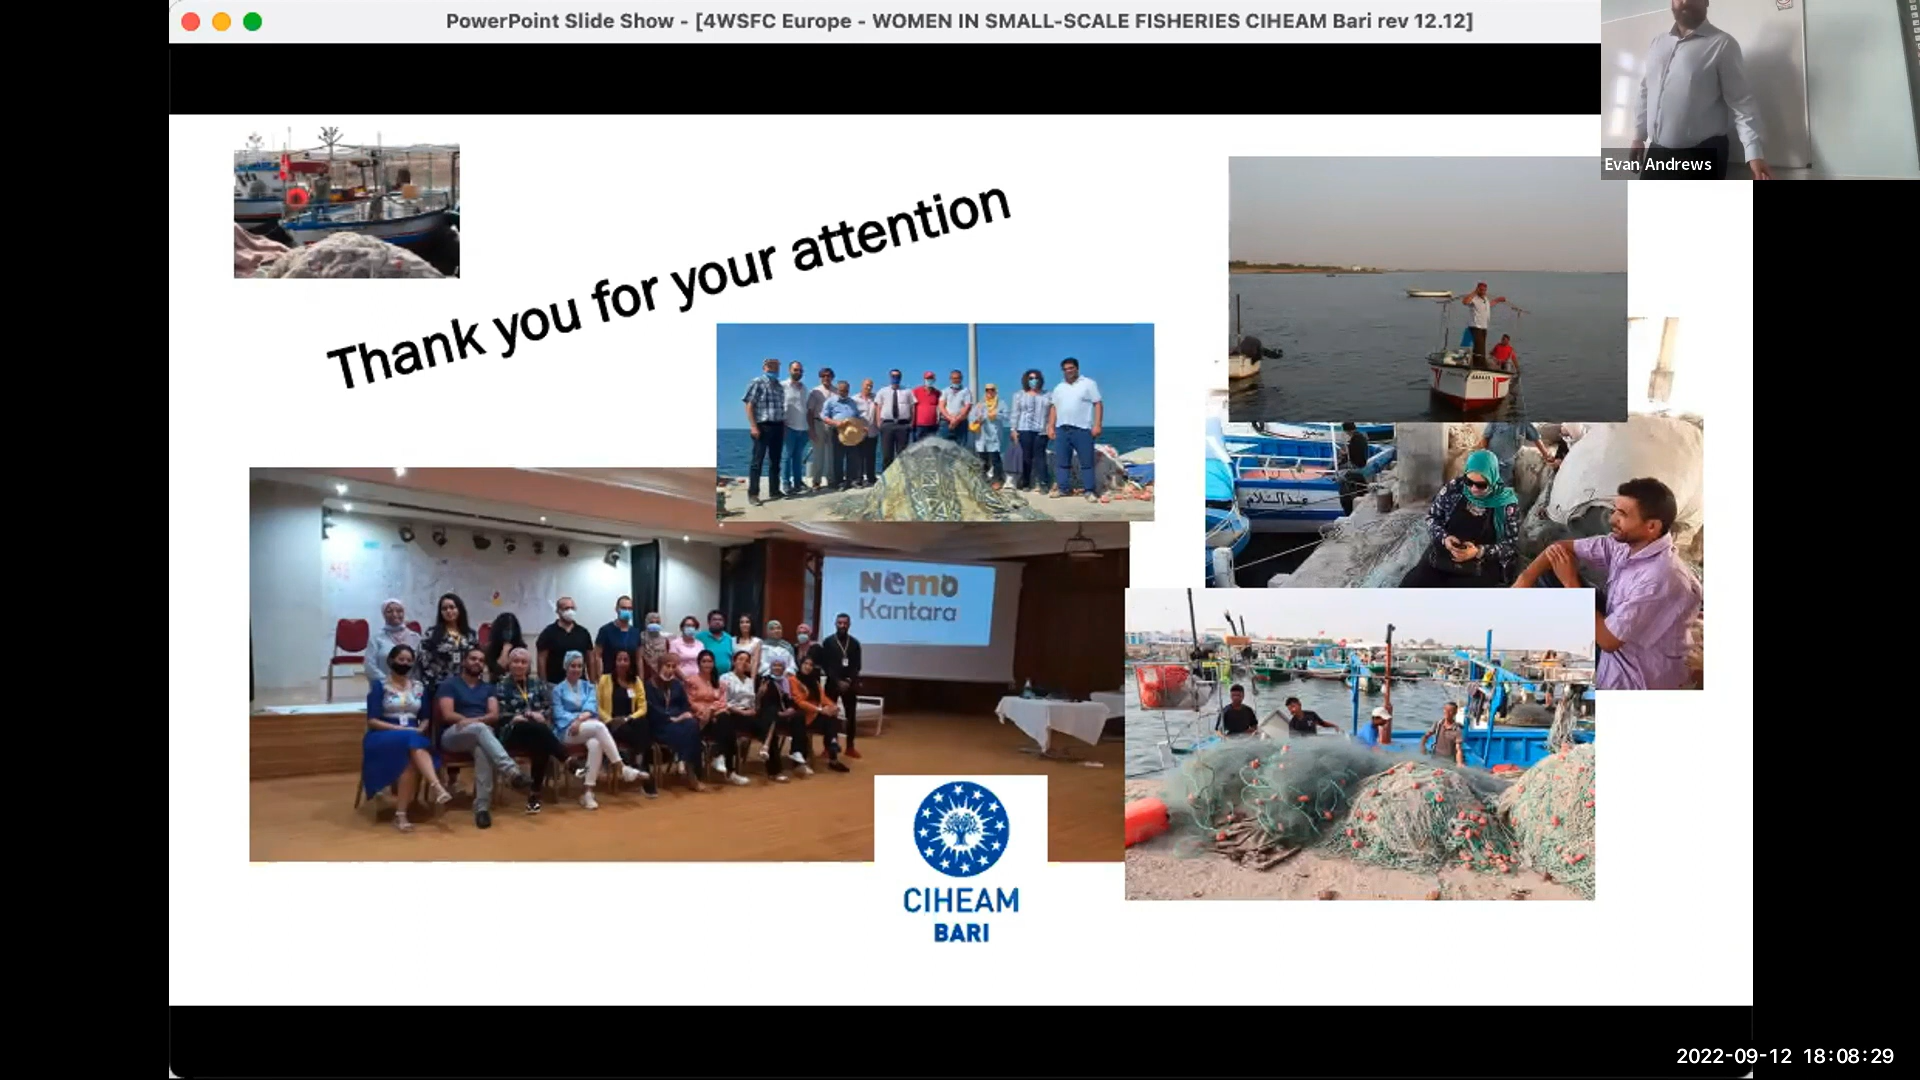 PowerPoint Slide Show - [4WSFC Europe - WOMEN IN SMALL-SCALE FISHERIES CIHEAM Bari rev 12.12]
Evan Andrews
Thank you for your attention
عبدالسلام
Nemo
Kantara
CIHEAM
BARI
2022-09-12 18:08:29